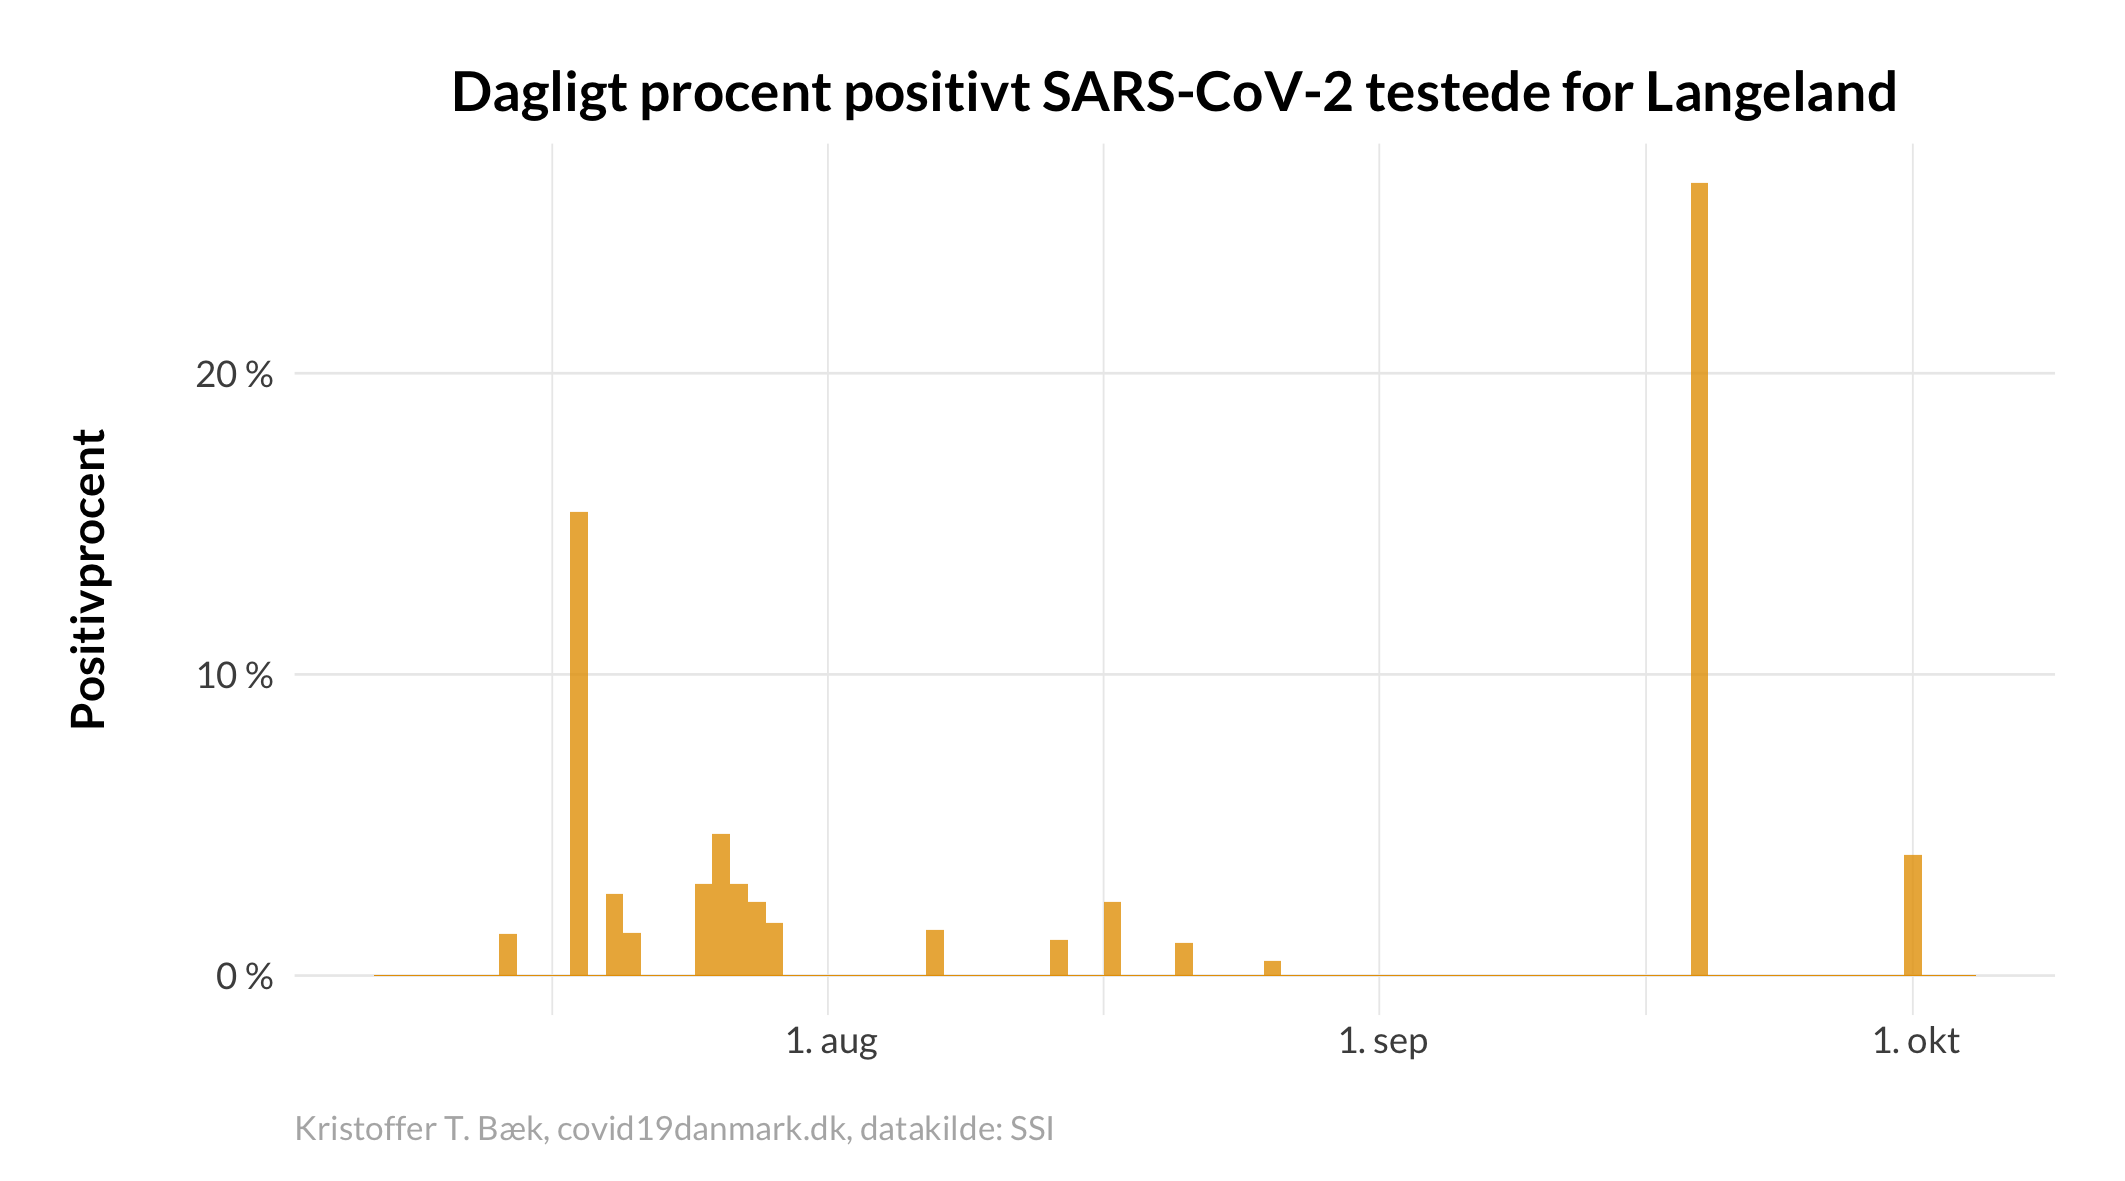 Dagligt procent positivt SARS-CoV-2 testede for Langeland
Positivprocent
20 %
10 %
0 %
1. aug
1. sep
1. okt
Kristoffer T. Bæk, covid19danmark.dk, datakilde: SSI